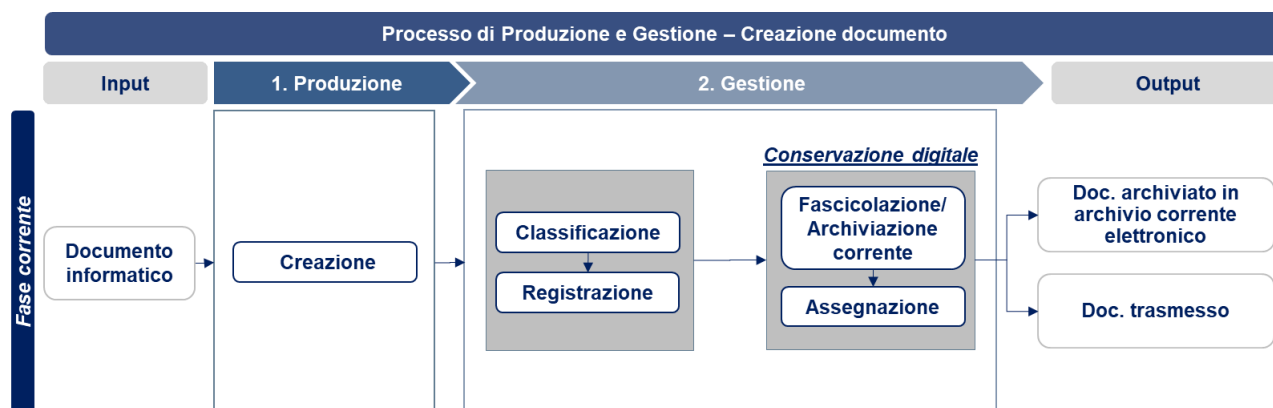 Processo di Produzione e Gestione – Creazione documento
Input
1. Produzione
2. Gestione
Output
Fase corrente
Documento
informatico
Creazione
Classificazione
Registrazione
Conservazione digitale
Fascicolazione/
Archiviazione
corrente
Assegnazione
Doc. archiviato in
archivio corrente
elettronico
Doc. trasmesso